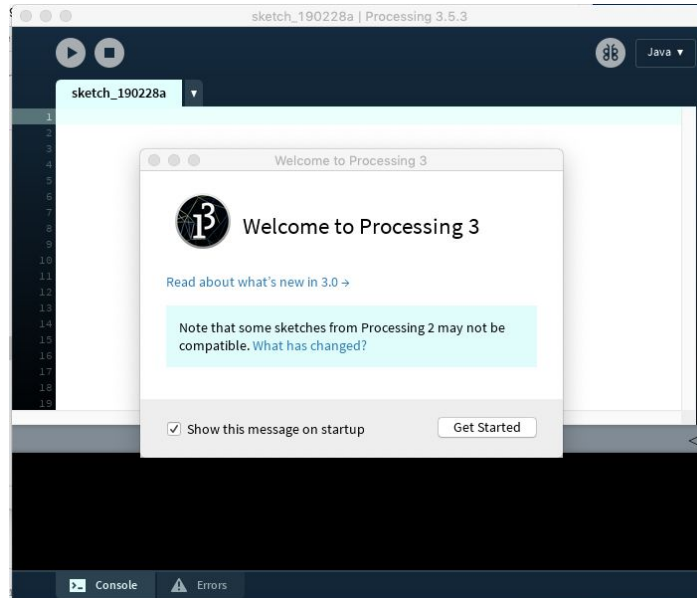 sketch_190228a | Processing 3.5.3
Java ▾
sketch_190228a ▾
1
2
3
4
5
6
7
8
9
10
11
12
13
14
15
16
17
18
19
Welcome to Processing 3
Welcome to Processing 3
Read about what's new in 3.0 →
Note that some sketches from Processing 2 may not be
compatible. What has changed?
Show this message on startup
Get Started
Console
Errors